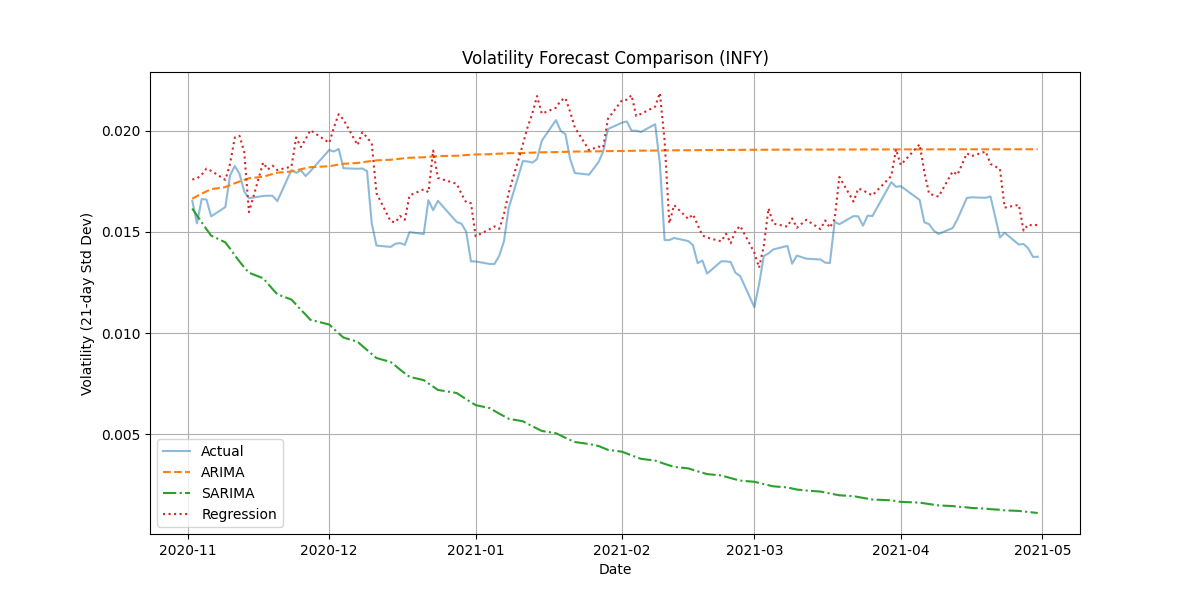 Volatility Forecast Comparison (INFY)
Volatility (21-day Std Dev)
0.020
0.015
0.010
0.005
Actual
ARIMA
SARIMA
Regression
2020-11 2020-12 2021-01 2021-02 2021-03 2021-04 2021-05
Date